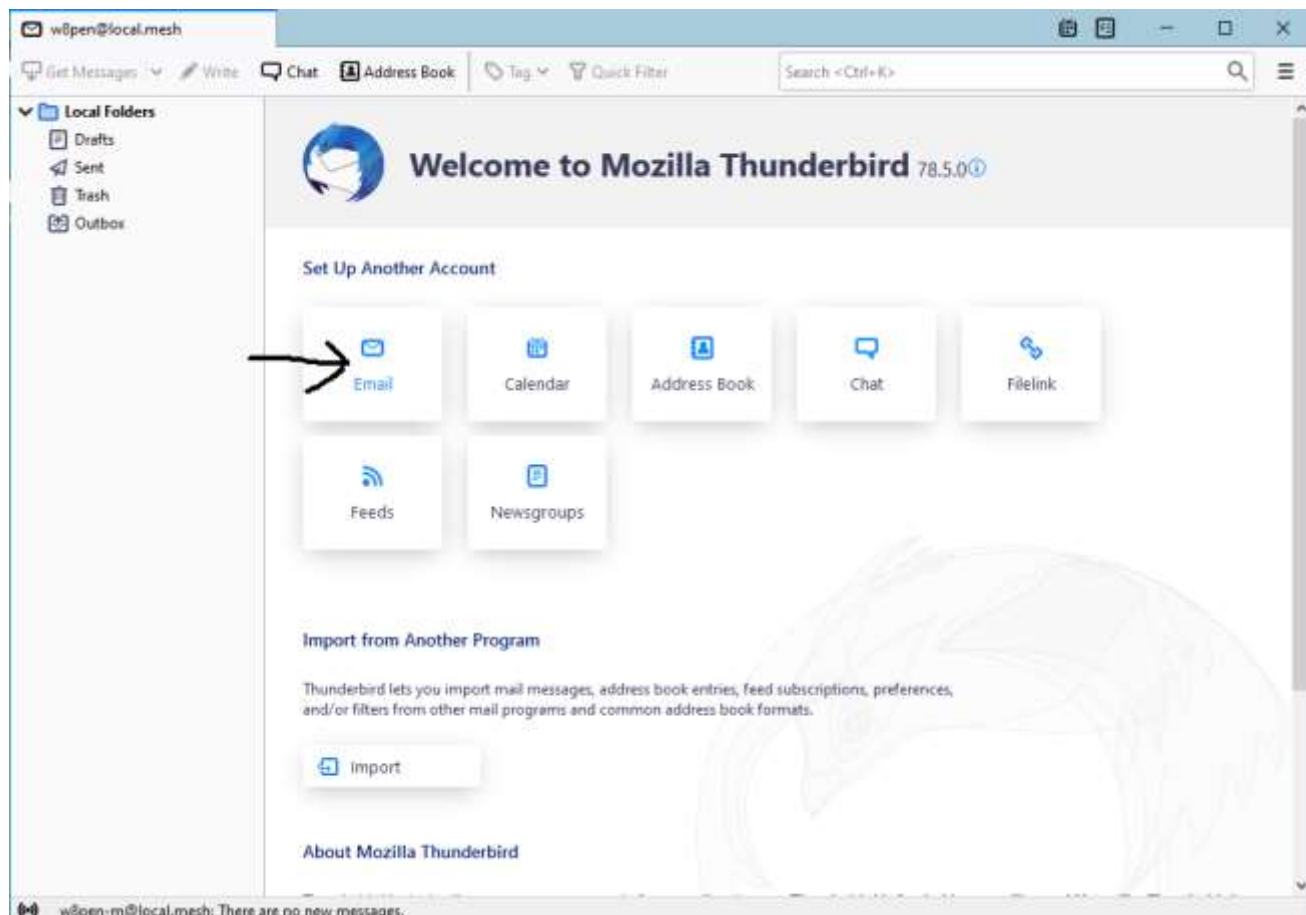 w8pen@local.mesh
Get Messages Write Chat Address Book Tag Quick Filter Search <Ctrl+K>
Local Folders
Drafts
Sent
Trash
Outbox
Welcome to Mozilla Thunderbird 78.5.0
Set Up Another Account
Email Calendar Address Book Chat Filelink
Feeds Newsgroups
Import from Another Program
Thunderbird lets you import mail messages, address book entries, feed subscriptions, preferences,
and/or filters from other mail programs and common address book formats.
Import
About Mozilla Thunderbird
w8pen-m@local.mesh: There are no new messages.